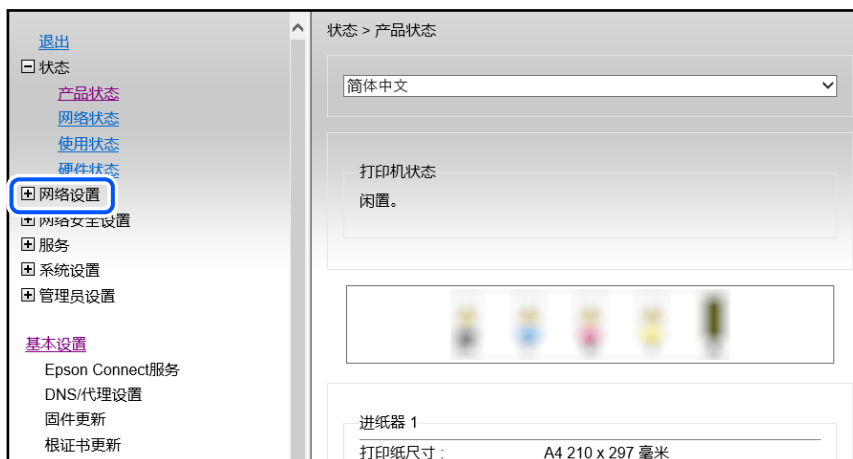 退出
状态
产品状态
网络状态
使用状态
硬件状态
网络设置
网络安全设置
服务
系统设置
管理员设置
基本设置
Epson Connect服务
DNS/代理设置
固件更新
根证书更新
状态 > 产品状态
简体中文
打印机状态
闲置。
进纸器 1
打印纸尺寸 : A4 210 x 297 毫米